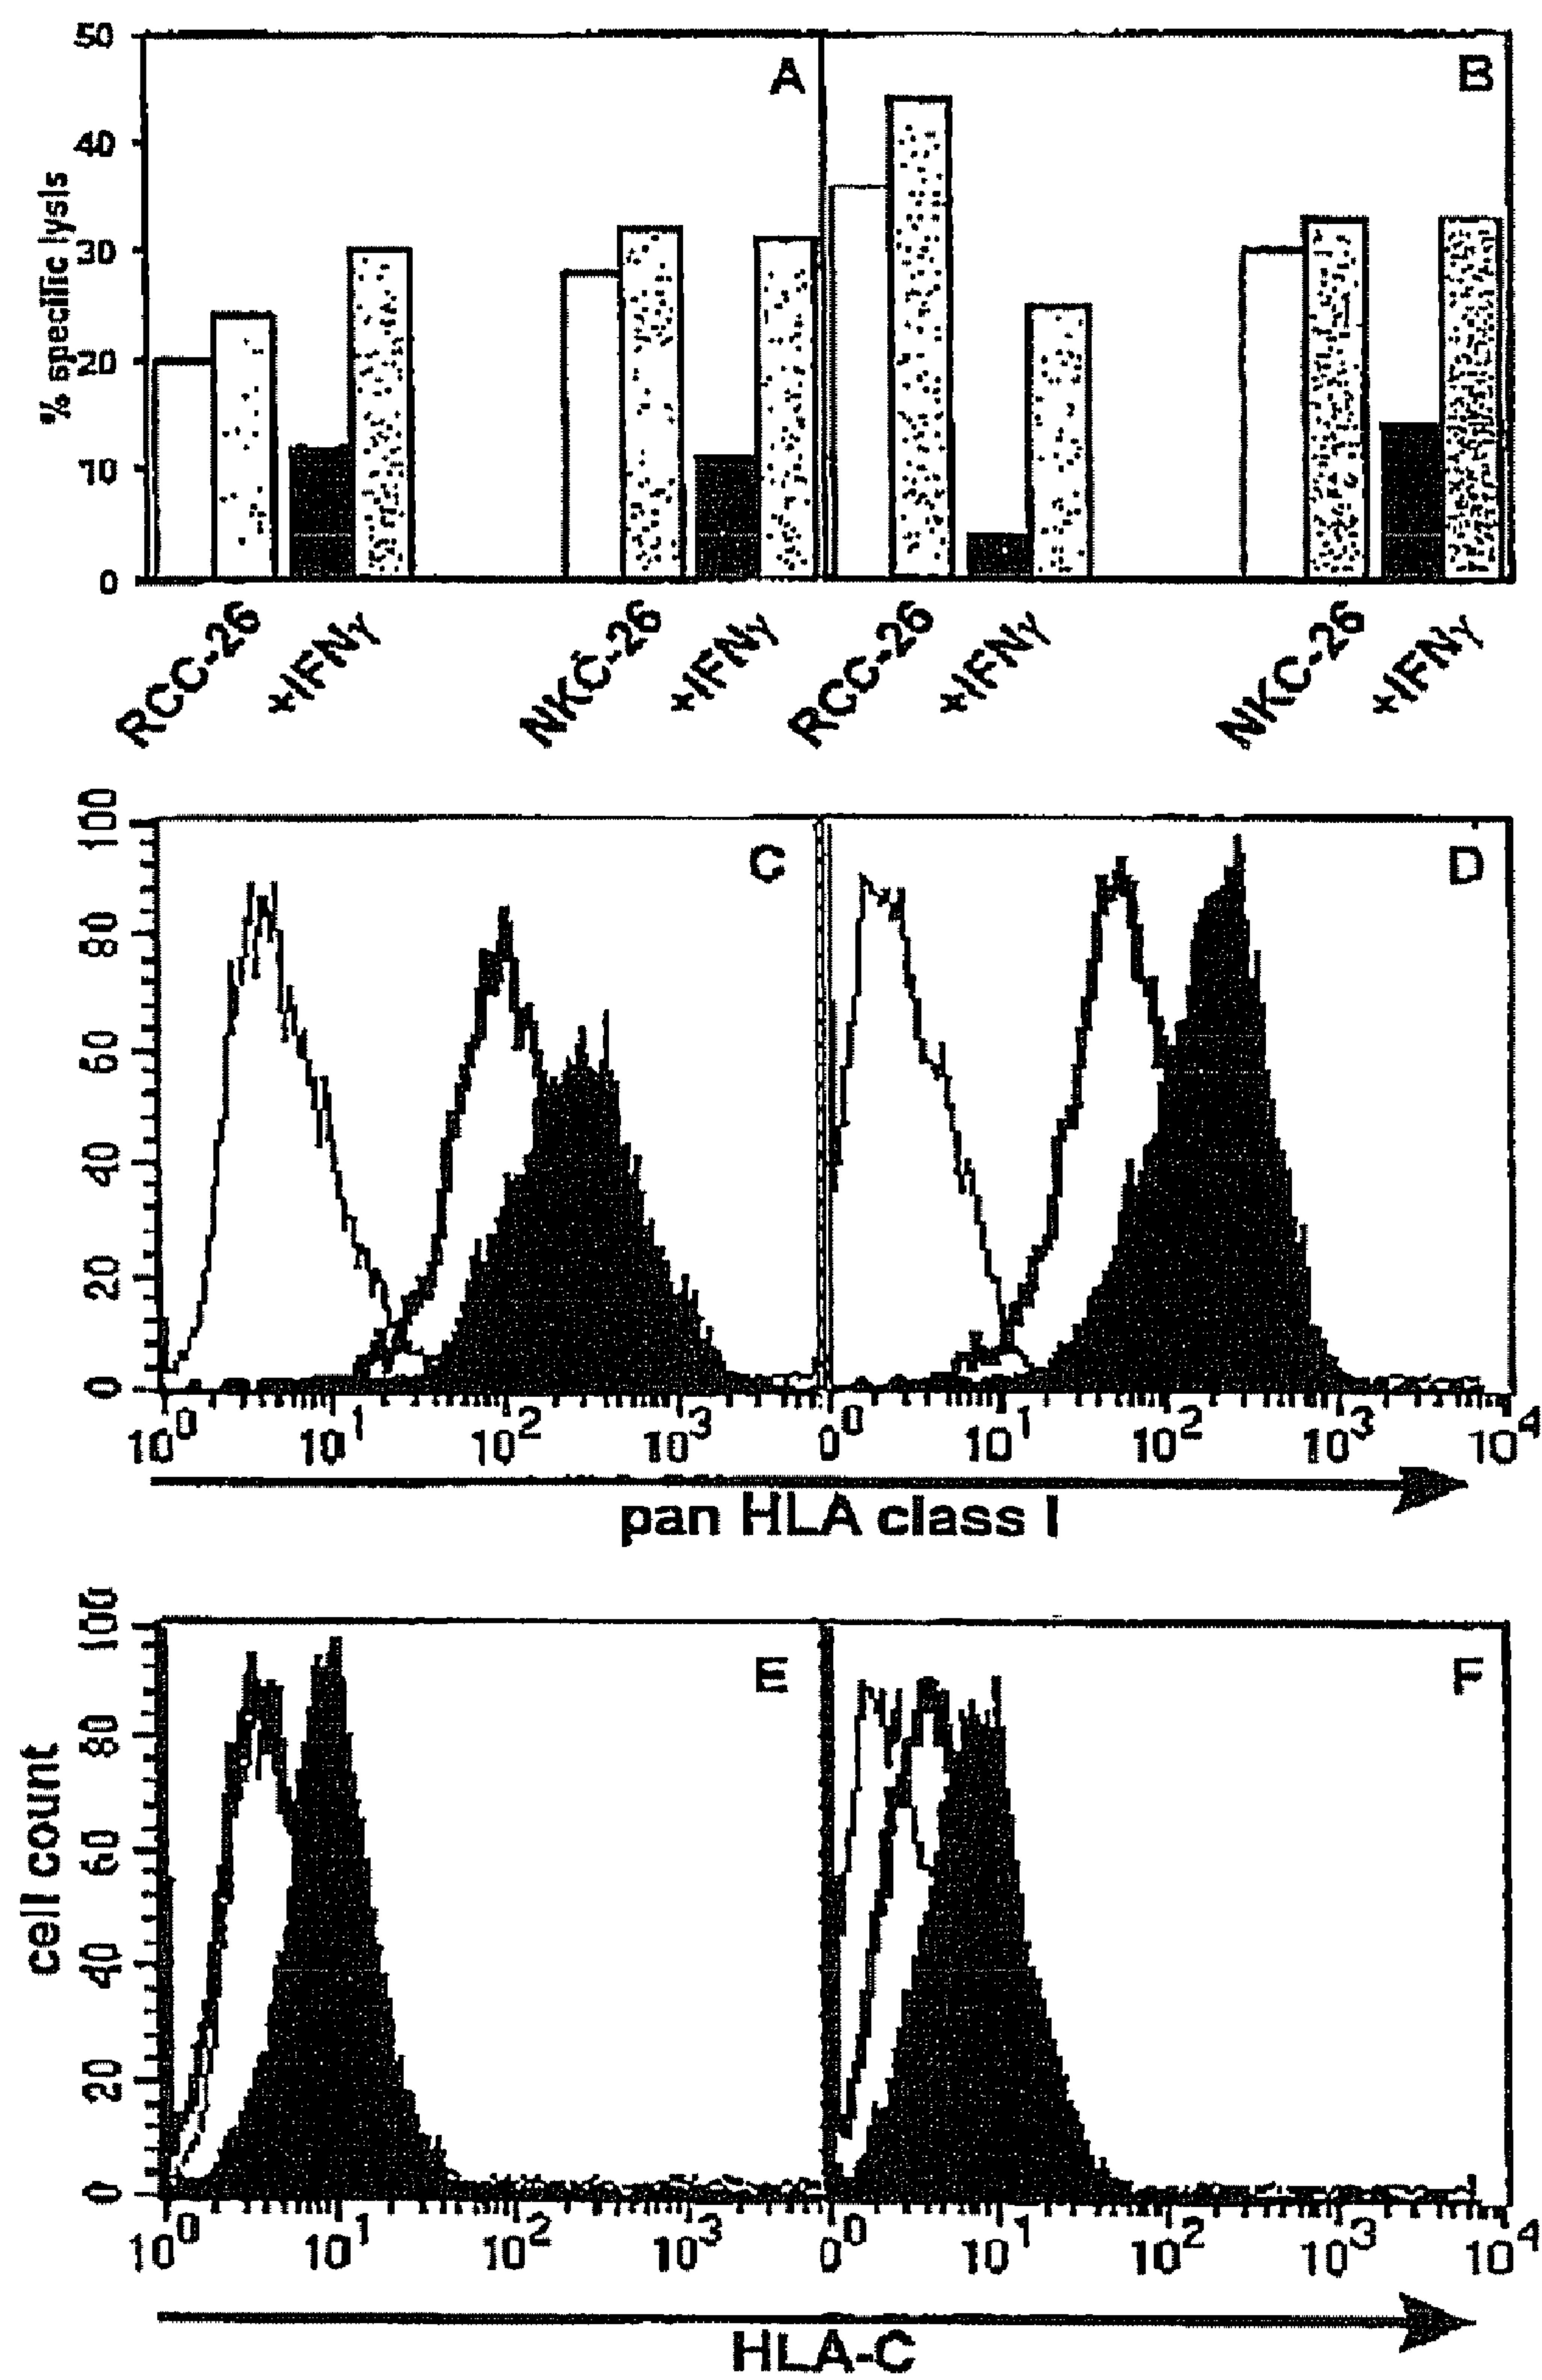 50
A
B
40
30
20
10
0
% specific lysis
RCC-26
*IFNγ
NKC-26
*IFNγ
RCC-26
*IFNγ
NKC-26
*IFNγ
100
80
60
40
20
0
C
D
10⁰ 10¹ 10² 10³ 0⁰ 10¹ 10² 10³ 10⁴
pan HLA class I
cell count
100
80
60
40
20
0
E
F
10⁰ 10¹ 10² 10³ 0⁰ 10¹ 10² 10³ 10⁴
HLA-C